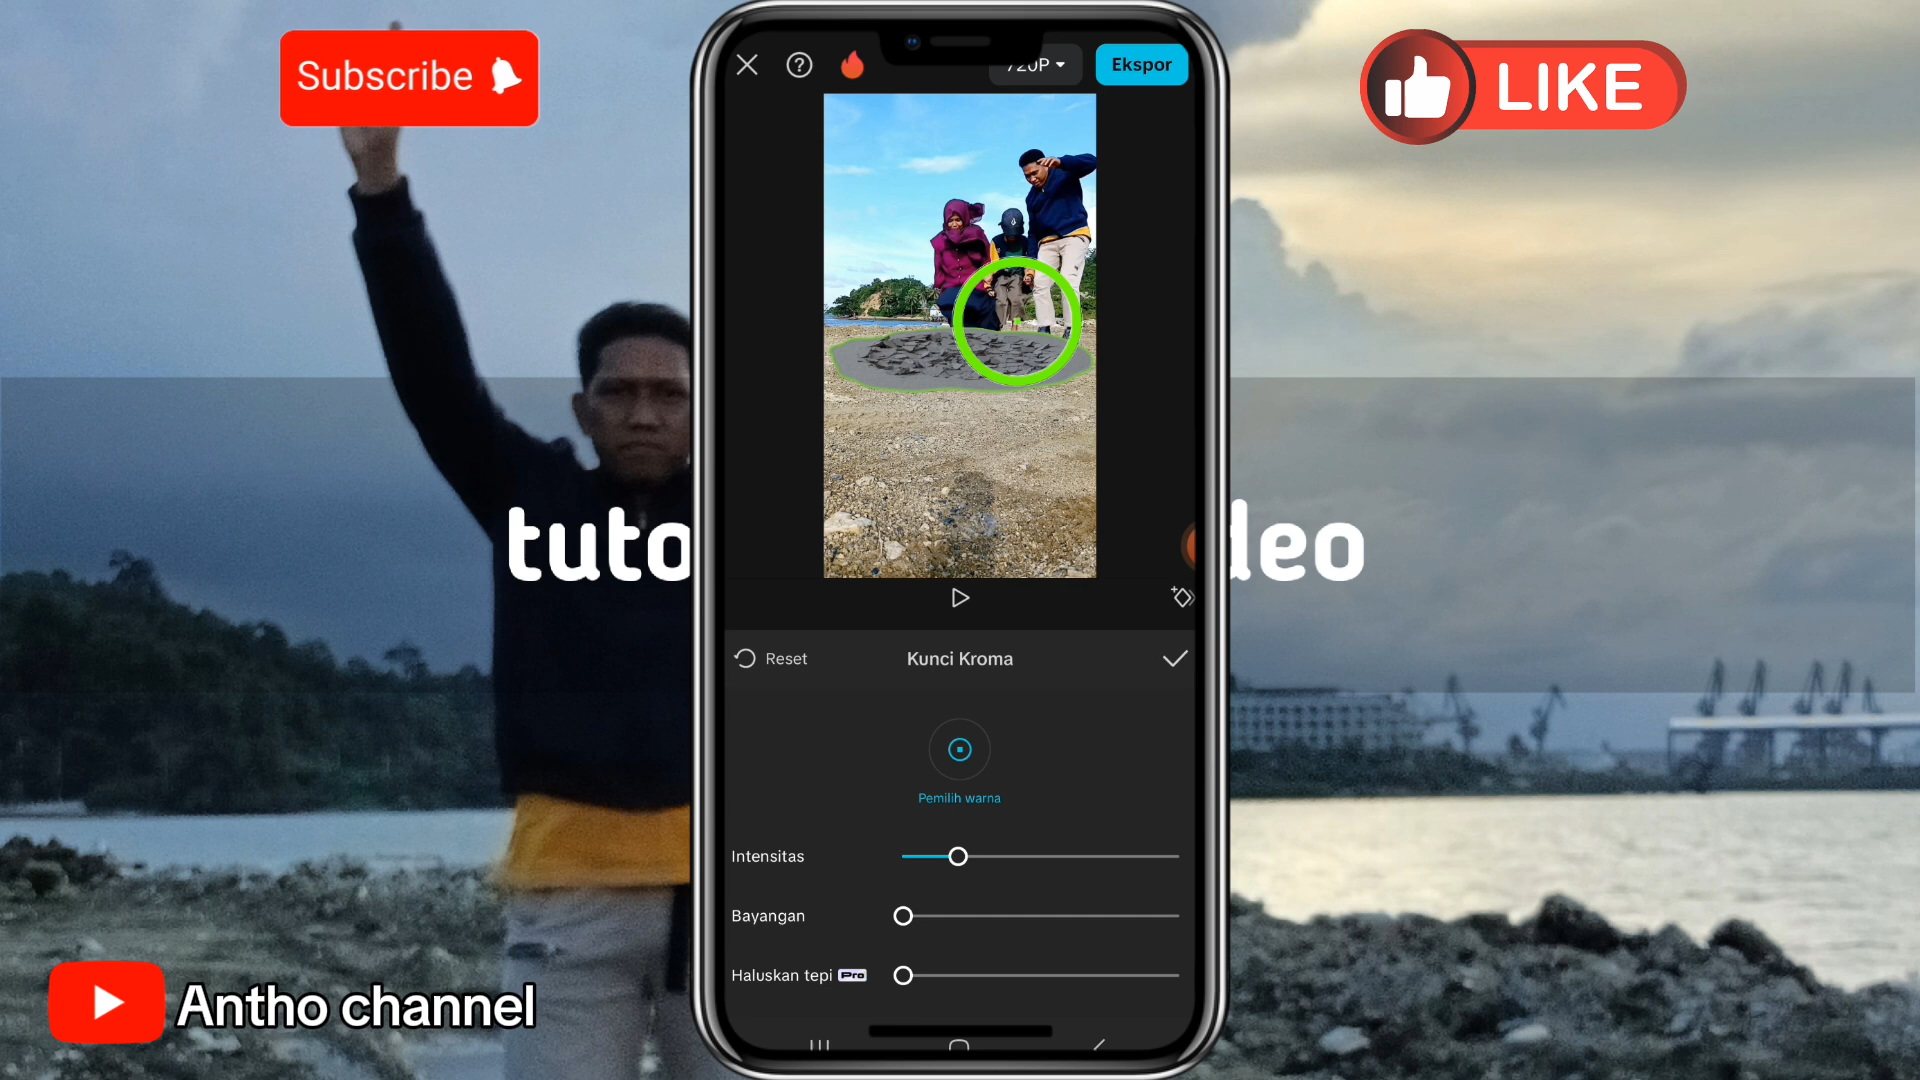 Subscribe
LIKE
720P
Ekspor
tuto
deo
Reset
Kunci Kroma
Pemilih warna
Intensitas
Bayangan
Haluskan tepi Pro
Antho channel